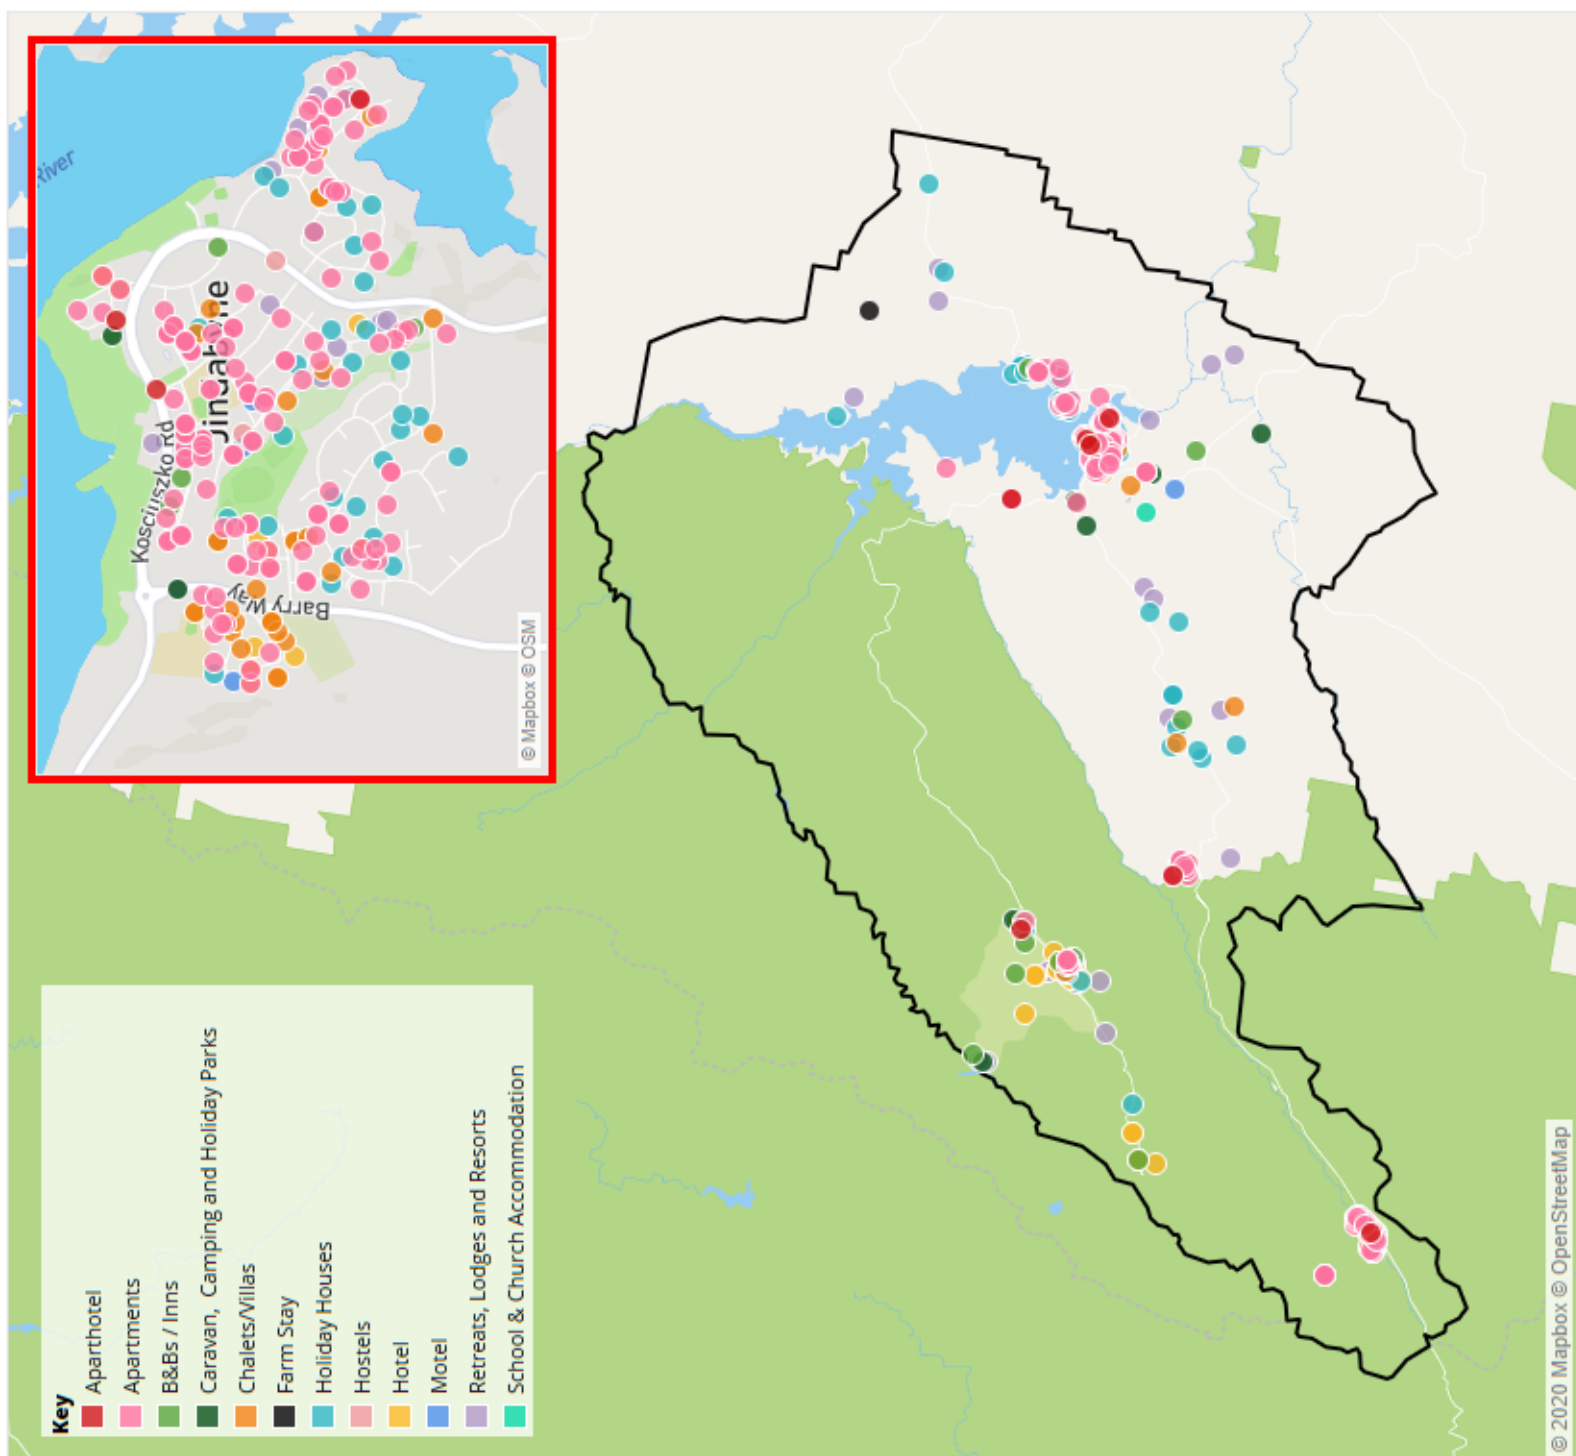 River
Jindabyne
Kosciuszko Rd
Barry Way
© Mapbox © OSM
Key
Aparthotel
Apartments
B&Bs / Inns
Caravan, Camping and Holiday Parks
Chalets/Villas
Farm Stay
Holiday Houses
Hostels
Hotel
Motel
Retreats, Lodges and Resorts
School & Church Accommodation
© 2020 Mapbox © OpenStreetMap